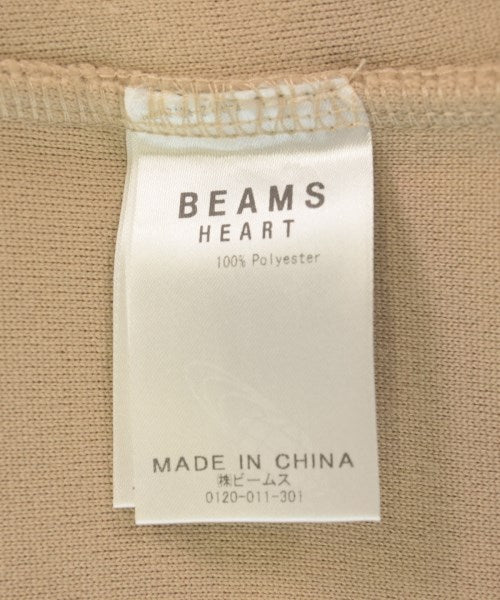 BEAMS
HEART
100% Polyester
MADE IN CHINA
㈱ビームス
0120-011-301